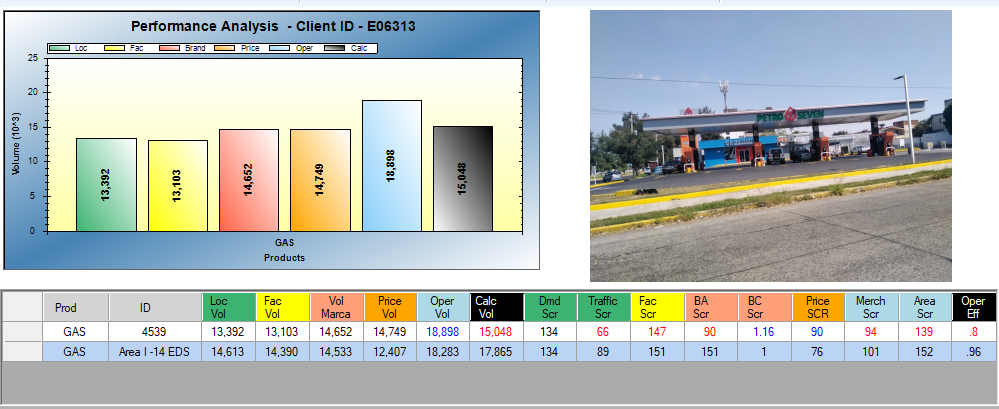 Performance Analysis - Client ID - E06313
Loc Fac Brand Price Oper Calc
25
20
15
10
5
0
Volume (10^3)
13,392 13,103 14,652 14,749 18,898 15,048
GAS
Products
PETRO SEVEN
Prod ID Loc Vol Fac Vol Vol Marca Price Vol Oper Vol Calc Vol Dmd Scr Traffic Scr Fac Scr BA Scr BC Scr Price SCR Merch Scr Area Scr Oper Eff
GAS 4539 13,392 13,103 14,652 14,749 18,898 15,048 134 66 147 90 1.16 90 94 139 .8
GAS Area I -14 EDS 14,613 14,390 14,533 12,407 18,283 17,865 134 89 151 151 1 76 101 152 .96